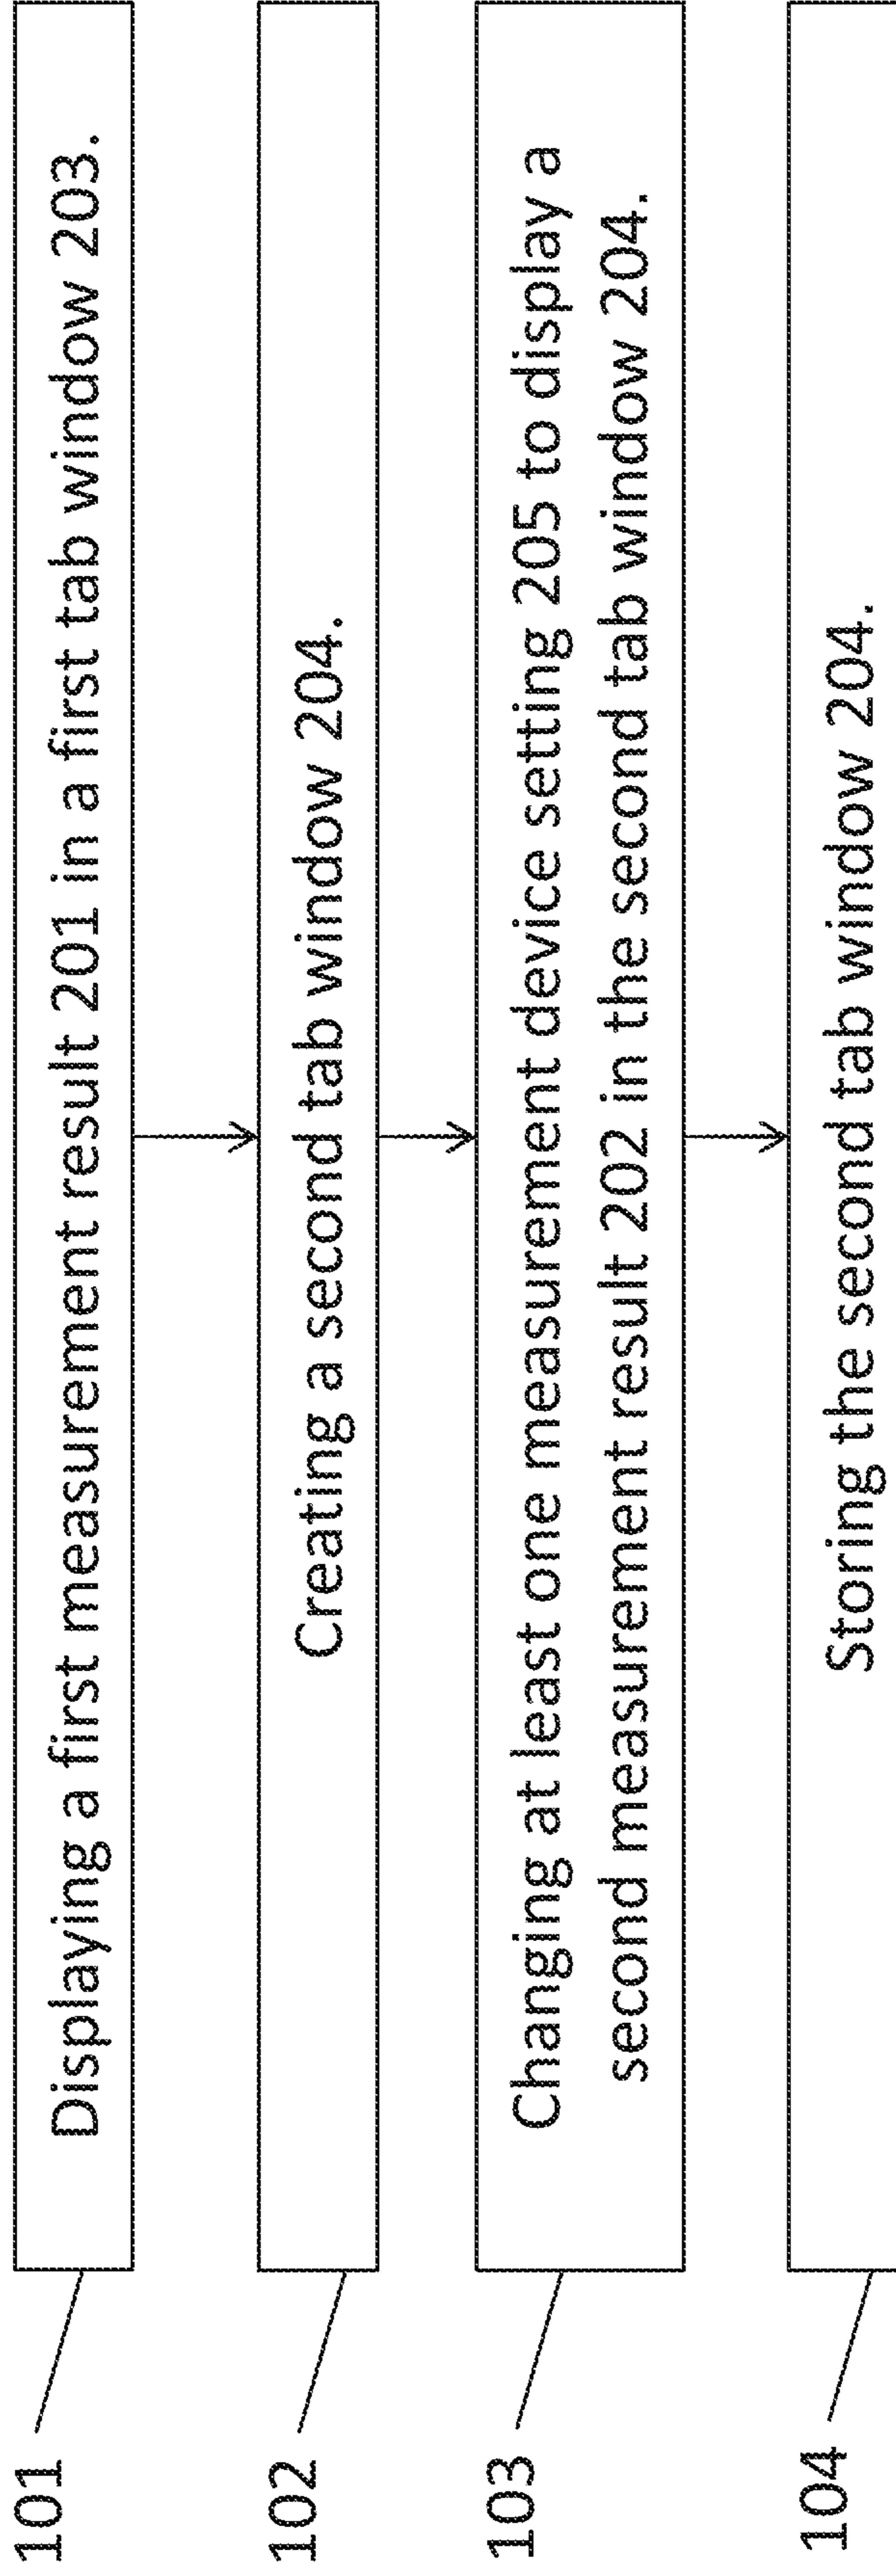 101
Displaying a first measurement result 201 in a first tab window 203.
102
Creating a second tab window 204.
103
Changing at least one measurement device setting 205 to display a
second measurement result 202 in the second tab window 204.
104
Storing the second tab window 204.